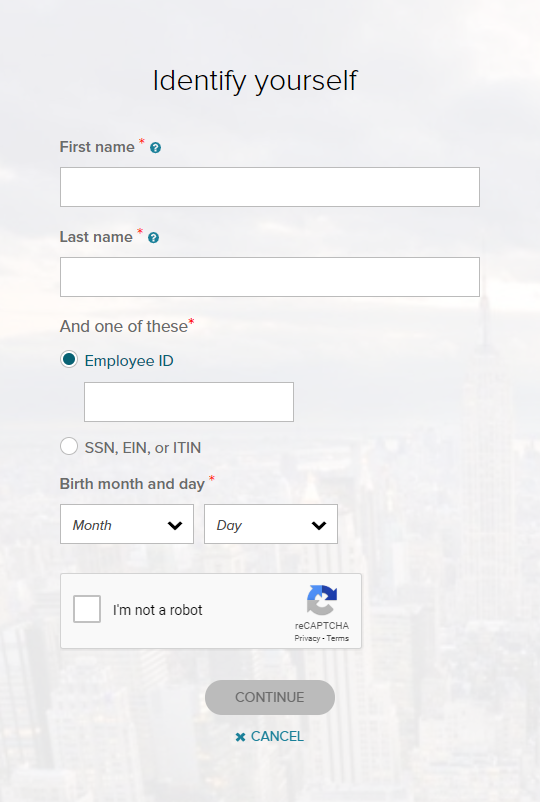 Identify yourself
First name * ?
Last name * ?
And one of these*
Employee ID
SSN, EIN, or ITIN
Birth month and day *
Month Day
I'm not a robot
reCAPTCHA
Privacy - Terms
CONTINUE
CANCEL